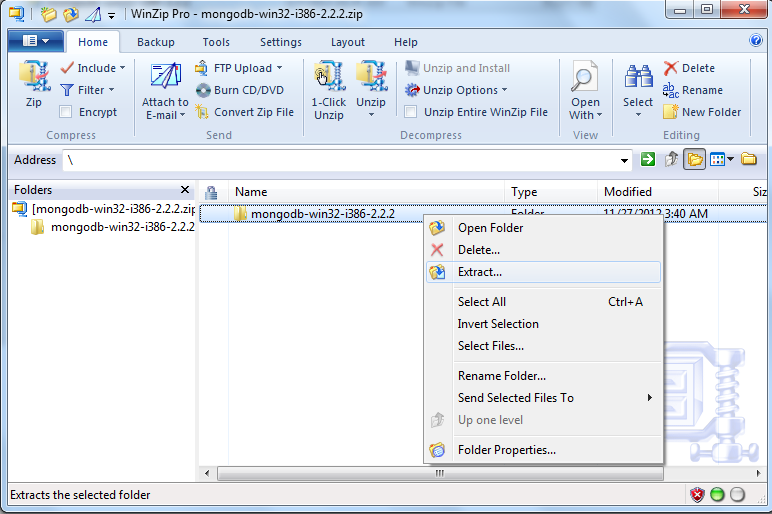 WinZip Pro - mongodb-win32-i386-2.2.2.zip
Home Backup Tools Settings Layout Help
Zip
Include
Filter
Encrypt
Compress
Attach to
E-mail
FTP Upload
Burn CD/DVD
Convert Zip File
Send
1-Click
Unzip
Unzip
Unzip and Install
Unzip Options
Unzip Entire WinZip File
Decompress
Open
With
View
Select
Delete
Rename
New Folder
Editing
Address \
Folders
[mongodb-win32-i386-2.2.2.zip
mongodb-win32-i386-2.2.2
Name Type Modified Siz
mongodb-win32-i386-2.2.2 Folder 11/27/2012 3:40 AM
Open Folder
Delete...
Extract...
Select All Ctrl+A
Invert Selection
Select Files...
Rename Folder...
Send Selected Files To
Up one level
Folder Properties...
Extracts the selected folder